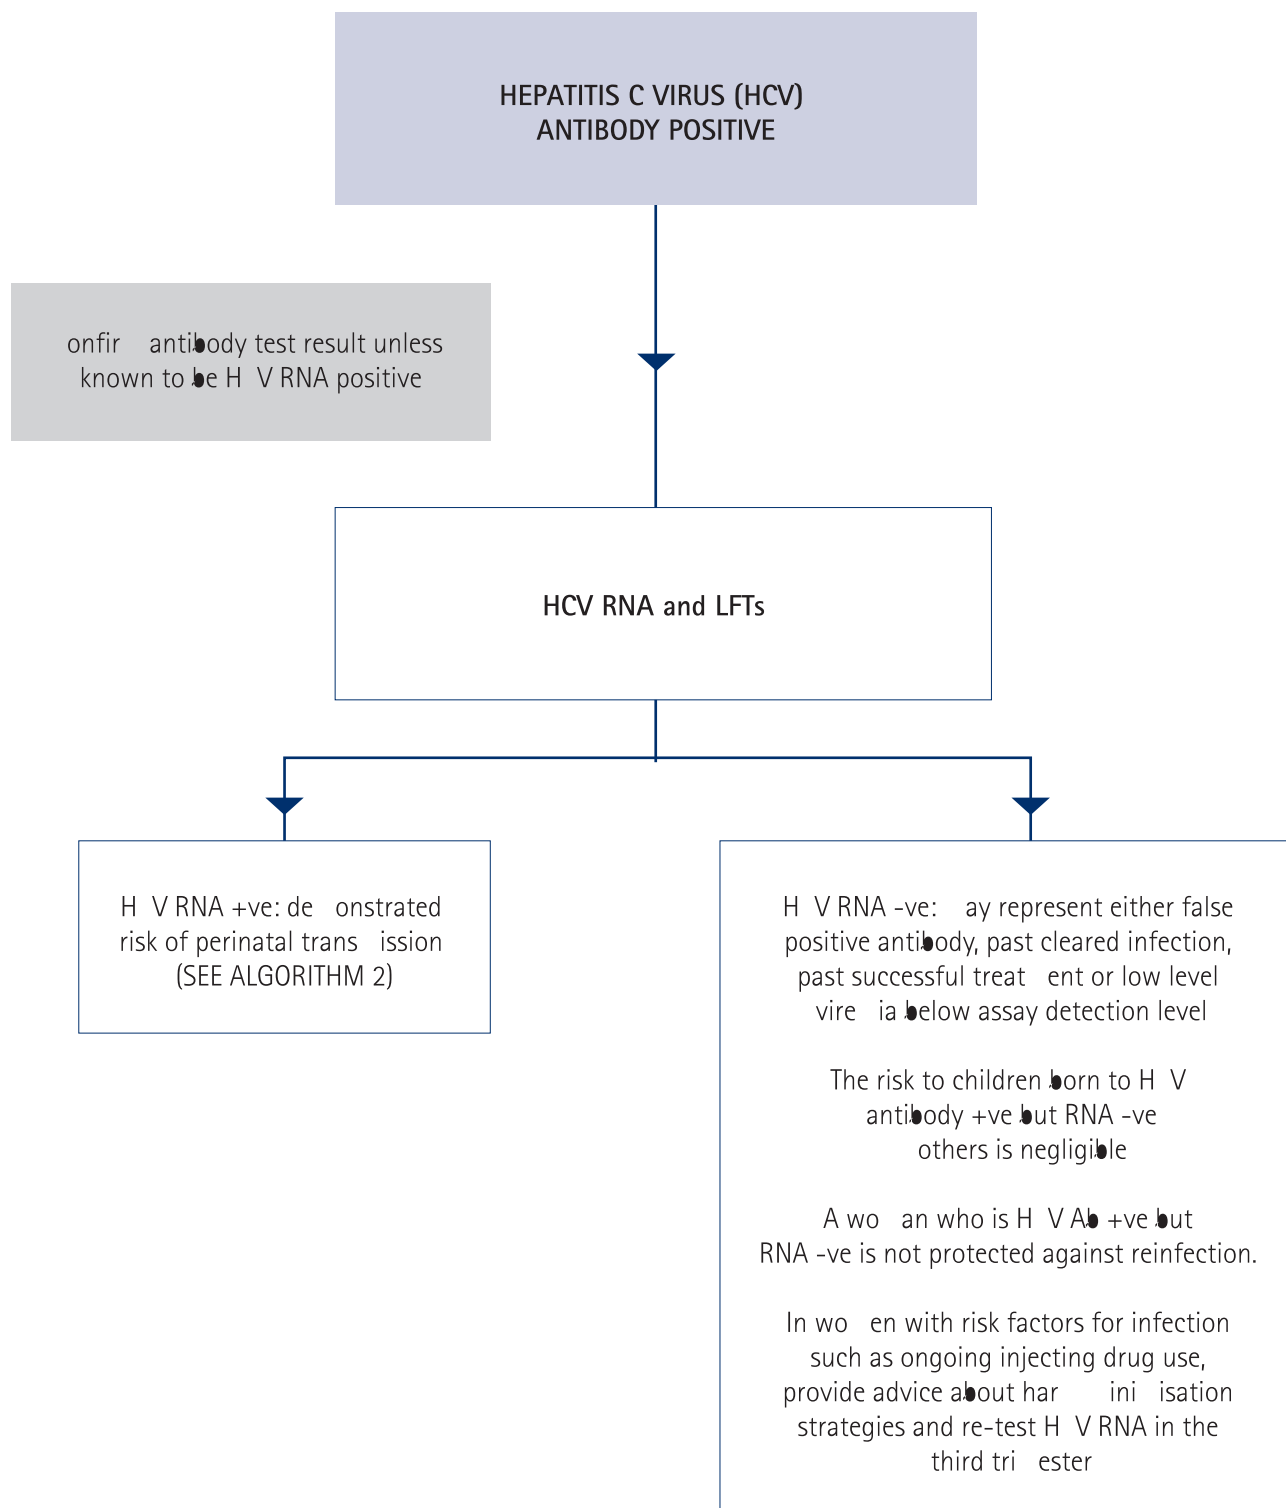 HEPATITIS C VIRUS (HCV)
ANTIBODY POSITIVE
onfir antibody test result unless
known to be H V RNA positive
HCV RNA and LFTs
H V RNA +ve: de onstrated
risk of perinatal trans ission
(SEE ALGORITHM 2)
H V RNA -ve: ay represent either false
positive antibody, past cleared infection,
past successful treat ent or low level
vire ia below assay detection level
The risk to children born to H V
antibody +ve but RNA -ve
others is negligible
A wo an who is H V Ab +ve but
RNA -ve is not protected against reinfection.
In wo en with risk factors for infection
such as ongoing injecting drug use,
provide advice about har ini isation
strategies and re-test H V RNA in the
third tri ester